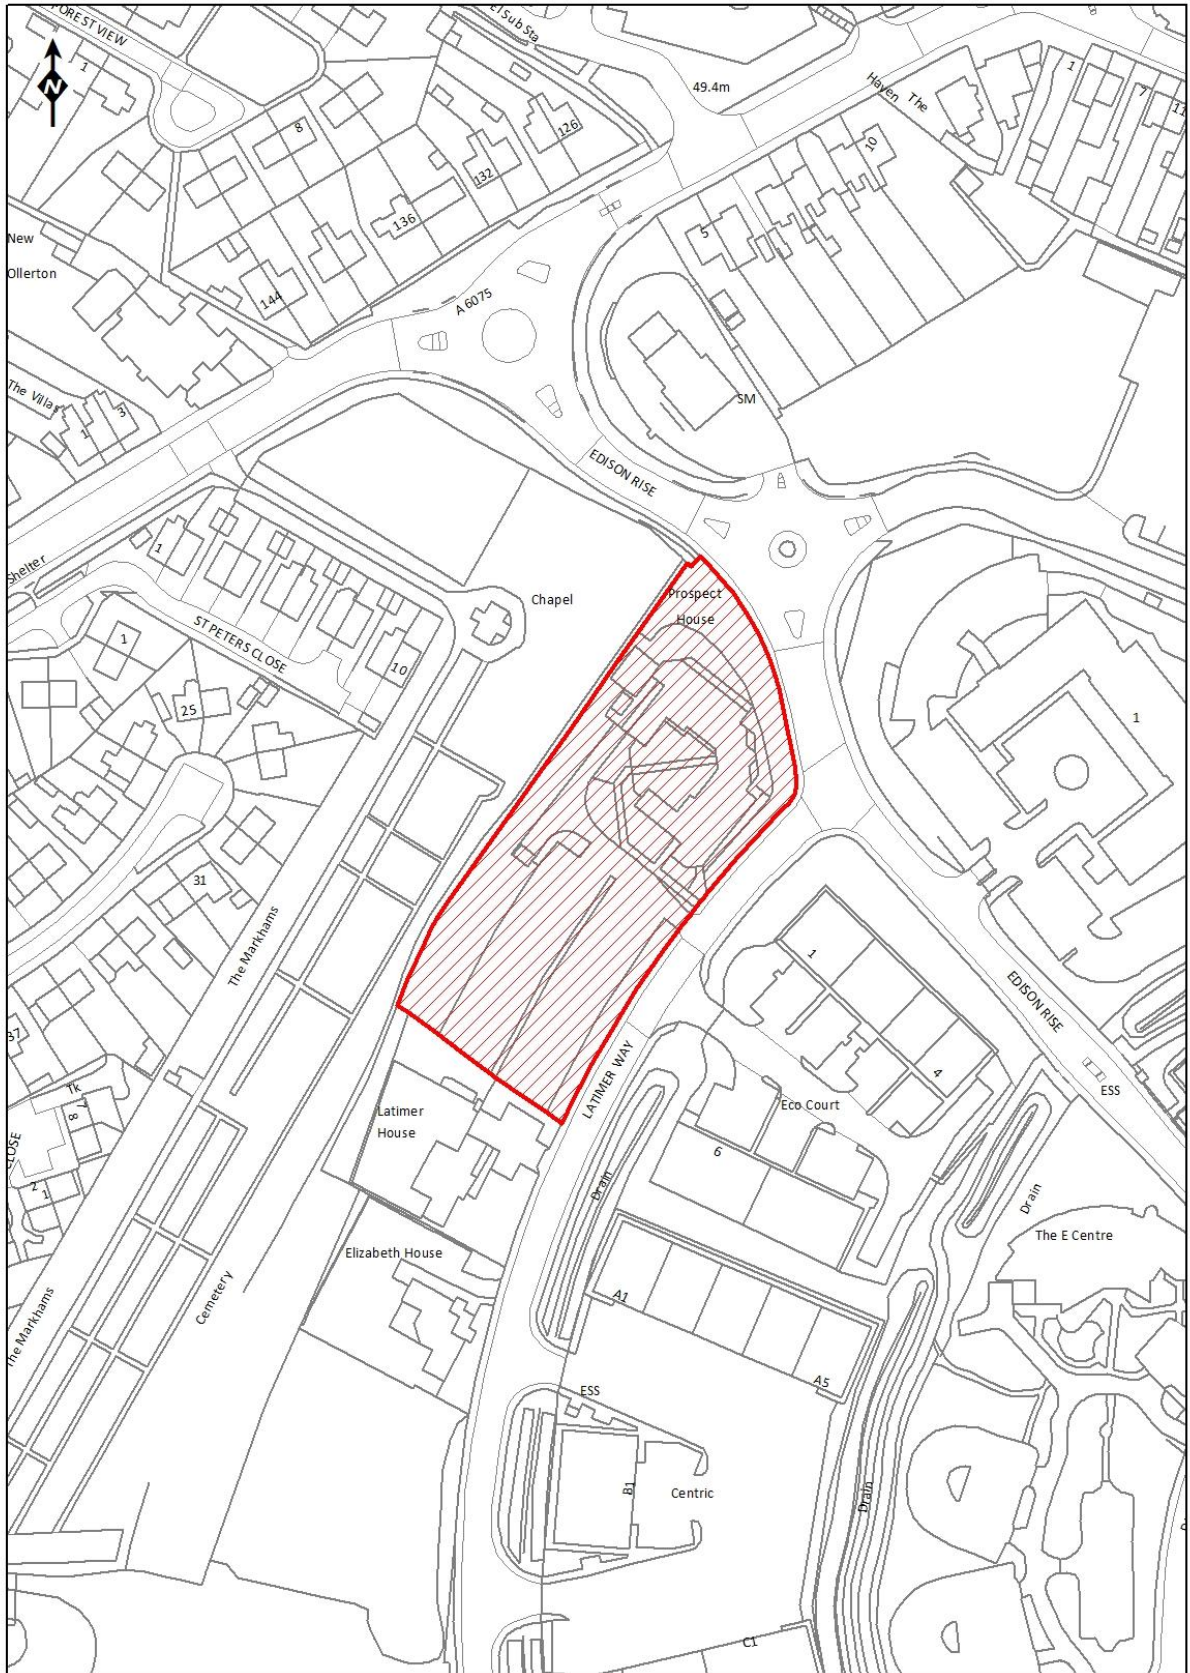 FOREST VIEW
El Sub Sta
N
1
49.4m
Haven The
1
7
11
8
126
10
132
136
5
New
Ollerton
144
A 6075
The Villa
3
1
SM
EDISON RISE
Shelter
1
Chapel
Prospect
House
ST PETERS CLOSE
1
10
25
1
31
The Markhams
1
EDISON RISE
37
4
ESS
Tk
8
7
LATIMER WAY
Latimer
House
Eco Court
CLOSE
6
2
1
Drain
Drain
The E Centre
Elizabeth House
Cemetery
A1
The Markhams
A5
ESS
B1
Centric
Drain
C1